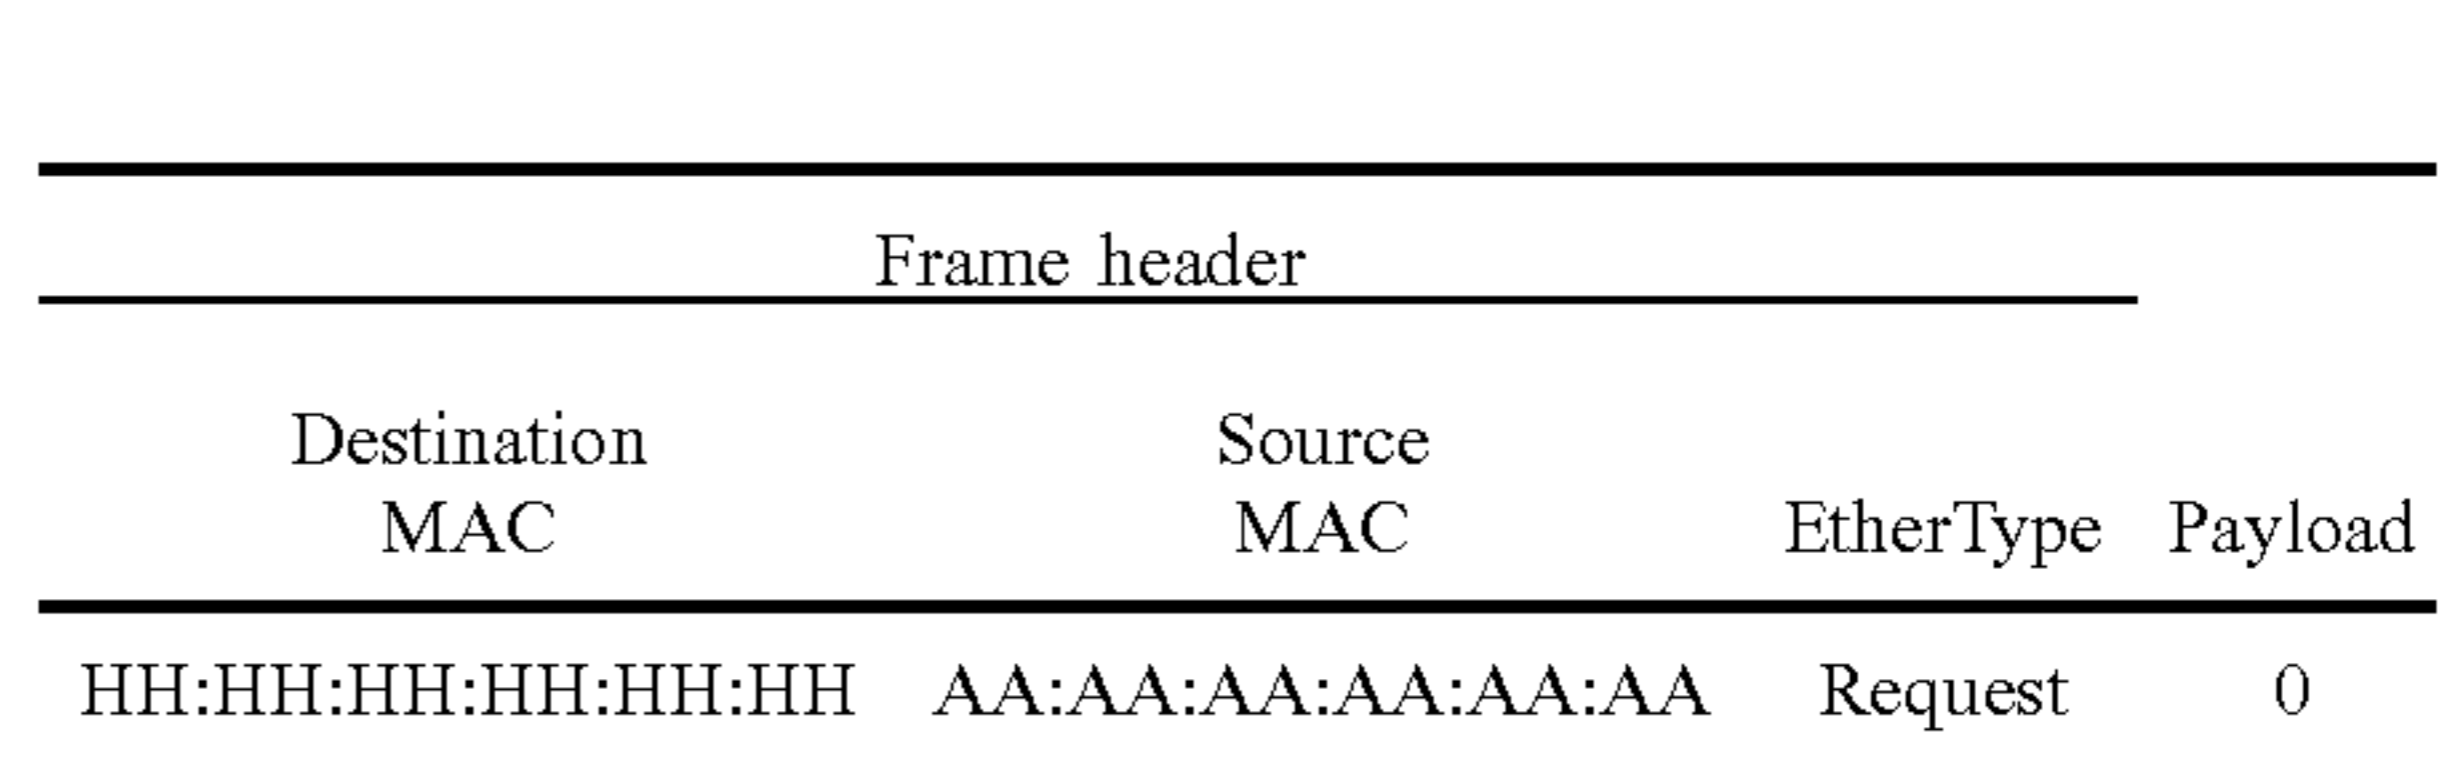 Frame header
Destination MAC Source MAC EtherType Payload
HH:HH:HH:HH:HH:HH AA:AA:AA:AA:AA:AA Request 0